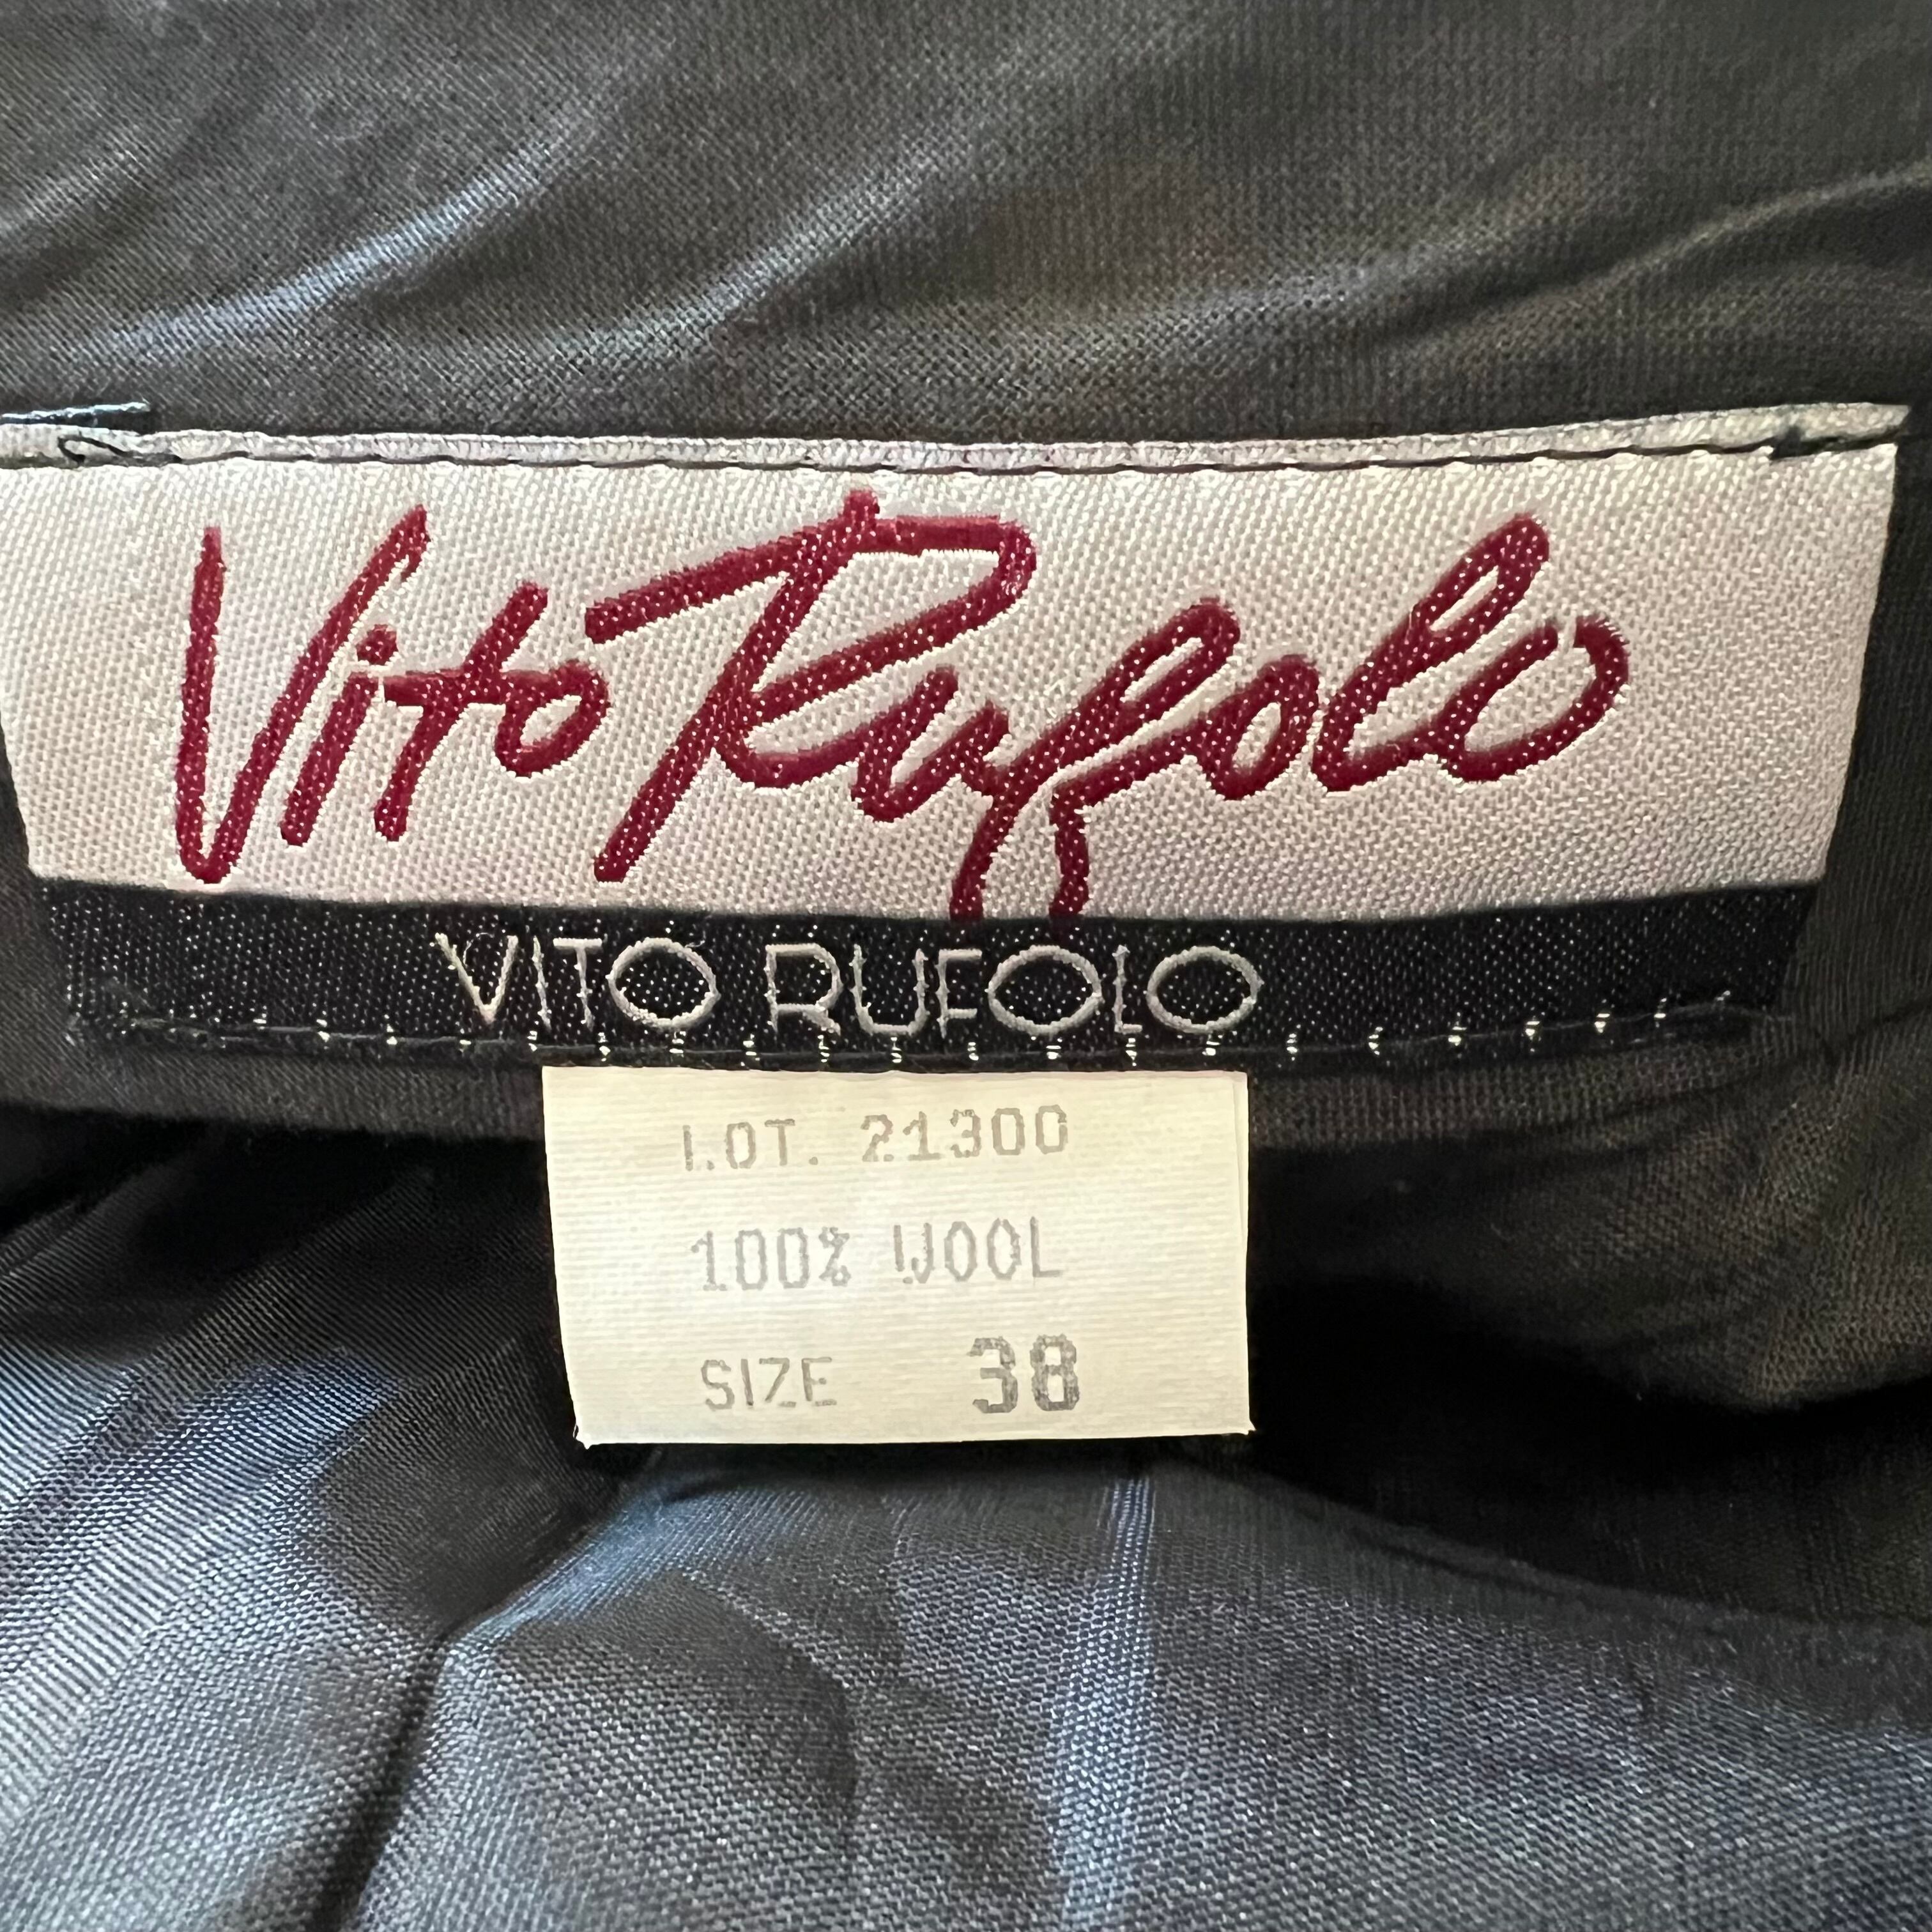 Vito Rufolo
VITO RUFOLO
LOT. 21300
100% WOOL
SIZE 38